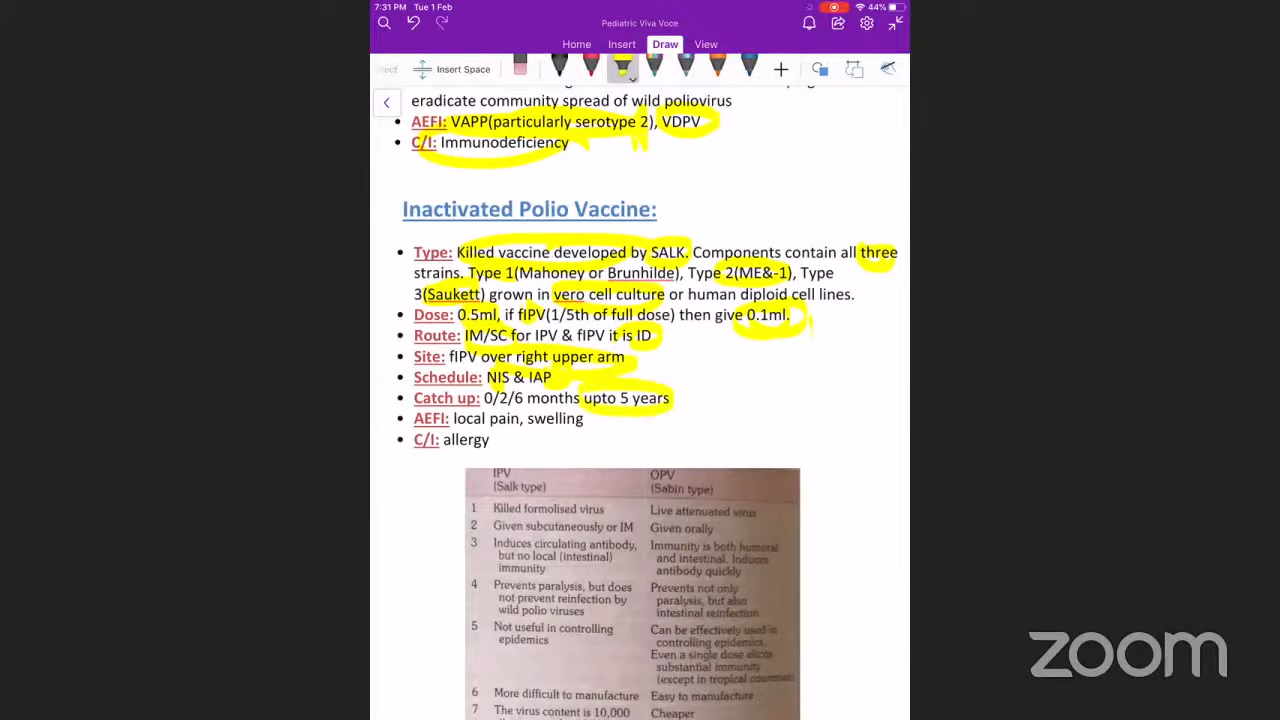 7:31 PM Tue 1 Feb
44%
Pediatric Viva Voce
Home Insert Draw View
Insert Space
eradicate community spread of wild poliovirus
• AEFI: VAPP(particularly serotype 2), VDPV
• C/I: Immunodeficiency
Inactivated Polio Vaccine:
• Type: Killed vaccine developed by SALK. Components contain all three
strains. Type 1(Mahoney or Brunhilde), Type 2(ME&-1), Type
3(Saukett) grown in vero cell culture or human diploid cell lines.
• Dose: 0.5ml, if fIPV(1/5th of full dose) then give 0.1ml.
• Route: IM/SC for IPV & fIPV it is ID
• Site: fIPV over right upper arm
• Schedule: NIS & IAP
• Catch up: 0/2/6 months upto 5 years
• AEFI: local pain, swelling
• C/I: allergy
IPV OPV
(Salk type) (Sabin type)
1 Killed formolised virus Live attenuated virus
2 Given subcutaneously or IM Given orally
3 Induces circulating antibody, Immunity is both humoral
but no local (intestinal) and intestinal. Induces
immunity antibody quickly
4 Prevents paralysis, but does Prevents not only
not prevent reinfection by paralysis, but also
wild polio viruses intestinal reinfection
5 Not useful in controlling Can be effectively used in
epidemics controlling epidemics.
Even a single dose elicits
substantial immunity
(except in tropical countries)
6 More difficult to manufacture Easy to manufacture
7 The virus content is 10,000 Cheaper
zoom